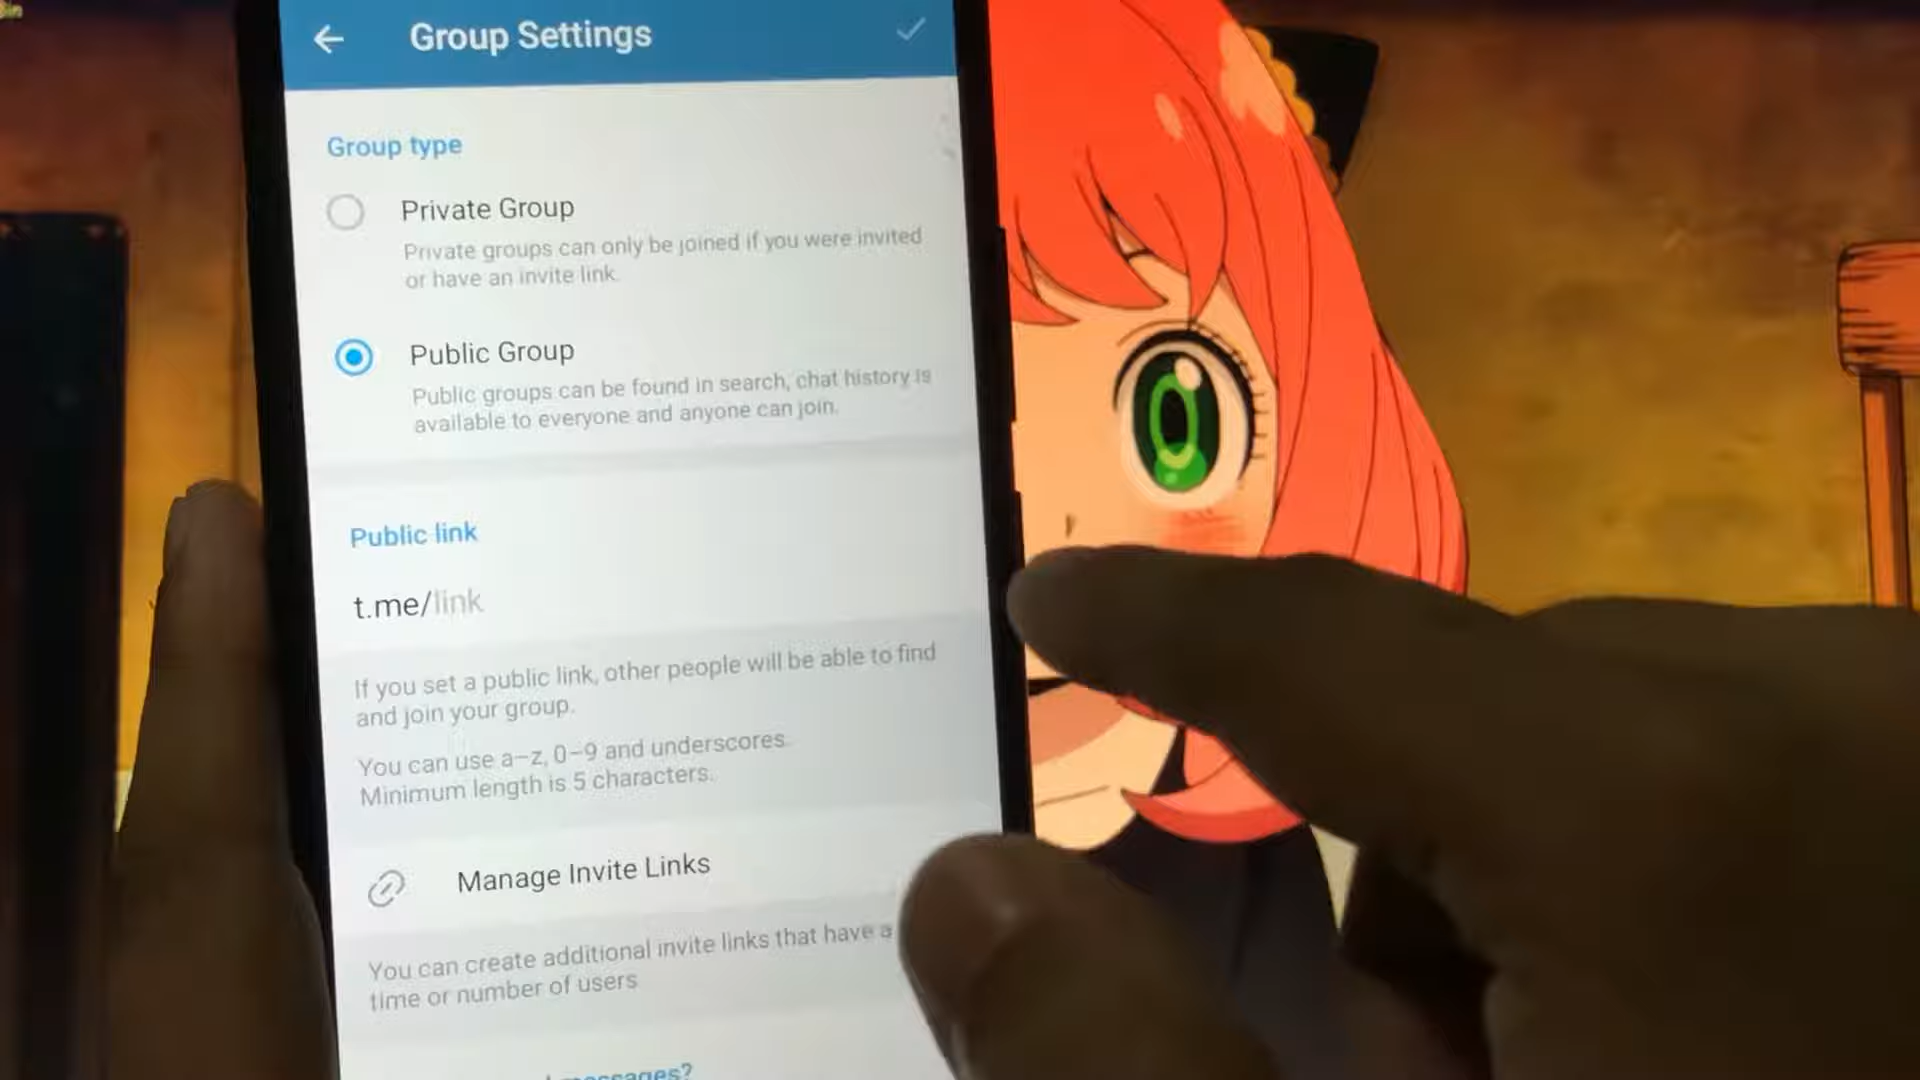 Group Settings
Group type
Private Group
Private groups can only be joined if you were invited
or have an invite link.
Public Group
Public groups can be found in search, chat history is
available to everyone and anyone can join.
Public link
t.me/link
If you set a public link, other people will be able to find
and join your group.
You can use a–z, 0–9 and underscores.
Minimum length is 5 characters.
Manage Invite Links
You can create additional invite links that have a
time or number of users